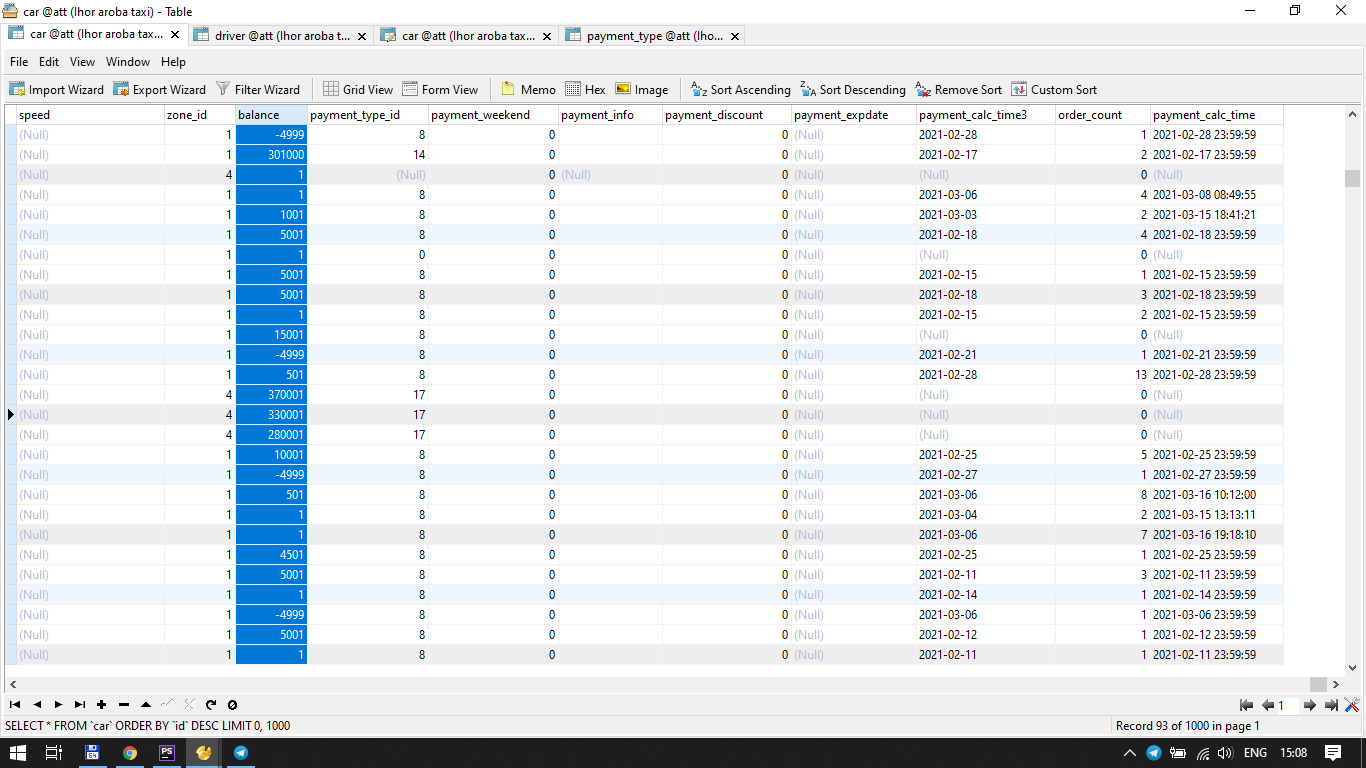 car @att (Ihor aroba taxi) - Table
car @att (Ihor aroba tax... driver @att (Ihor aroba t... car @att (Ihor aroba tax... payment_type @att (Iho...
File Edit View Window Help
Import Wizard Export Wizard Filter Wizard Grid View Form View Memo Hex Image Sort Ascending Sort Descending Remove Sort Custom Sort
speed zone_id balance payment_type_id payment_weekend payment_info payment_discount payment_expdate payment_calc_time3 order_count payment_calc_time
(Null) 1 -4999 8 0 0 (Null) 2021-02-28 1 2021-02-28 23:59:59
(Null) 1 301000 14 0 0 (Null) 2021-02-17 2 2021-02-17 23:59:59
(Null) 4 1 (Null) 0 (Null) 0 (Null) (Null) 0 (Null)
(Null) 1 1 8 0 0 (Null) 2021-03-06 4 2021-03-08 08:49:55
(Null) 1 1001 8 0 0 (Null) 2021-03-03 2 2021-03-15 18:41:21
(Null) 1 5001 8 0 0 (Null) 2021-02-18 4 2021-02-18 23:59:59
(Null) 1 1 0 0 0 (Null) (Null) 0 (Null)
(Null) 1 5001 8 0 0 (Null) 2021-02-15 1 2021-02-15 23:59:59
(Null) 1 5001 8 0 0 (Null) 2021-02-18 3 2021-02-18 23:59:59
(Null) 1 1 8 0 0 (Null) 2021-02-15 2 2021-02-15 23:59:59
(Null) 1 15001 8 0 0 (Null) (Null) 0 (Null)
(Null) 1 -4999 8 0 0 (Null) 2021-02-21 1 2021-02-21 23:59:59
(Null) 1 501 8 0 0 (Null) 2021-02-28 13 2021-02-28 23:59:59
(Null) 4 370001 17 0 0 (Null) (Null) 0 (Null)
(Null) 4 330001 17 0 0 (Null) (Null) 0 (Null)
(Null) 4 280001 17 0 0 (Null) (Null) 0 (Null)
(Null) 1 10001 8 0 0 (Null) 2021-02-25 5 2021-02-25 23:59:59
(Null) 1 -4999 8 0 0 (Null) 2021-02-27 1 2021-02-27 23:59:59
(Null) 1 501 8 0 0 (Null) 2021-03-06 8 2021-03-16 10:12:00
(Null) 1 1 8 0 0 (Null) 2021-03-04 2 2021-03-15 13:13:11
(Null) 1 1 8 0 0 (Null) 2021-03-06 7 2021-03-16 19:18:10
(Null) 1 4501 8 0 0 (Null) 2021-02-25 1 2021-02-25 23:59:59
(Null) 1 5001 8 0 0 (Null) 2021-02-11 3 2021-02-11 23:59:59
(Null) 1 1 8 0 0 (Null) 2021-02-14 1 2021-02-14 23:59:59
(Null) 1 -4999 8 0 0 (Null) 2021-03-06 1 2021-03-06 23:59:59
(Null) 1 5001 8 0 0 (Null) 2021-02-12 1 2021-02-12 23:59:59
(Null) 1 1 8 0 0 (Null) 2021-02-11 1 2021-02-11 23:59:59
1
SELECT * FROM `car` ORDER BY `id` DESC LIMIT 0, 1000 Record 93 of 1000 in page 1
64 PS ENG 15:08